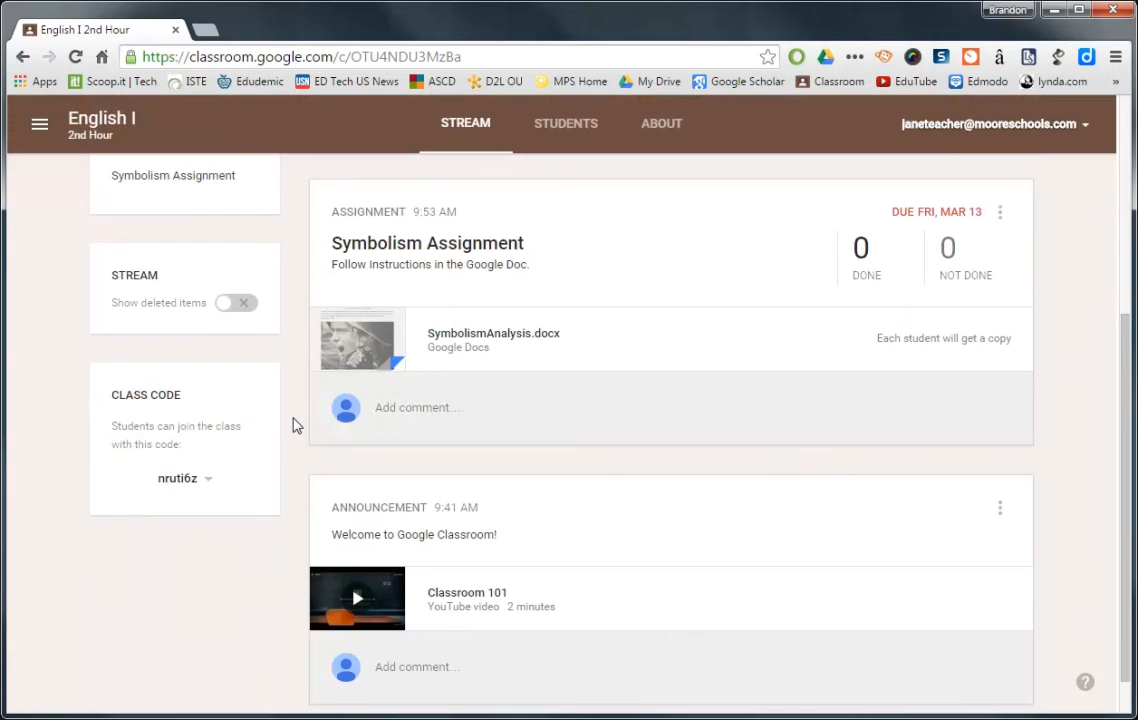 Brandon
English I 2nd Hour
https://classroom.google.com/c/OTU4NDU3MzBa
Apps Scoop.it | Tech ISTE Edudemic ED Tech US News ASCD D2L OU MPS Home My Drive Google Scholar Classroom EduTube Edmodo lynda.com »
English I
2nd Hour
STREAM STUDENTS ABOUT
janeteacher@mooreschools.com
Symbolism Assignment
STREAM
Show deleted items
CLASS CODE
Students can join the class
with this code:
nruti6z
ASSIGNMENT 9:53 AM
DUE FRI, MAR 13
Symbolism Assignment
Follow Instructions in the Google Doc.
0 0
DONE NOT DONE
SymbolismAnalysis.docx
Google Docs
Each student will get a copy
Add comment...
ANNOUNCEMENT 9:41 AM
Welcome to Google Classroom!
Classroom 101
YouTube video 2 minutes
Add comment...
?